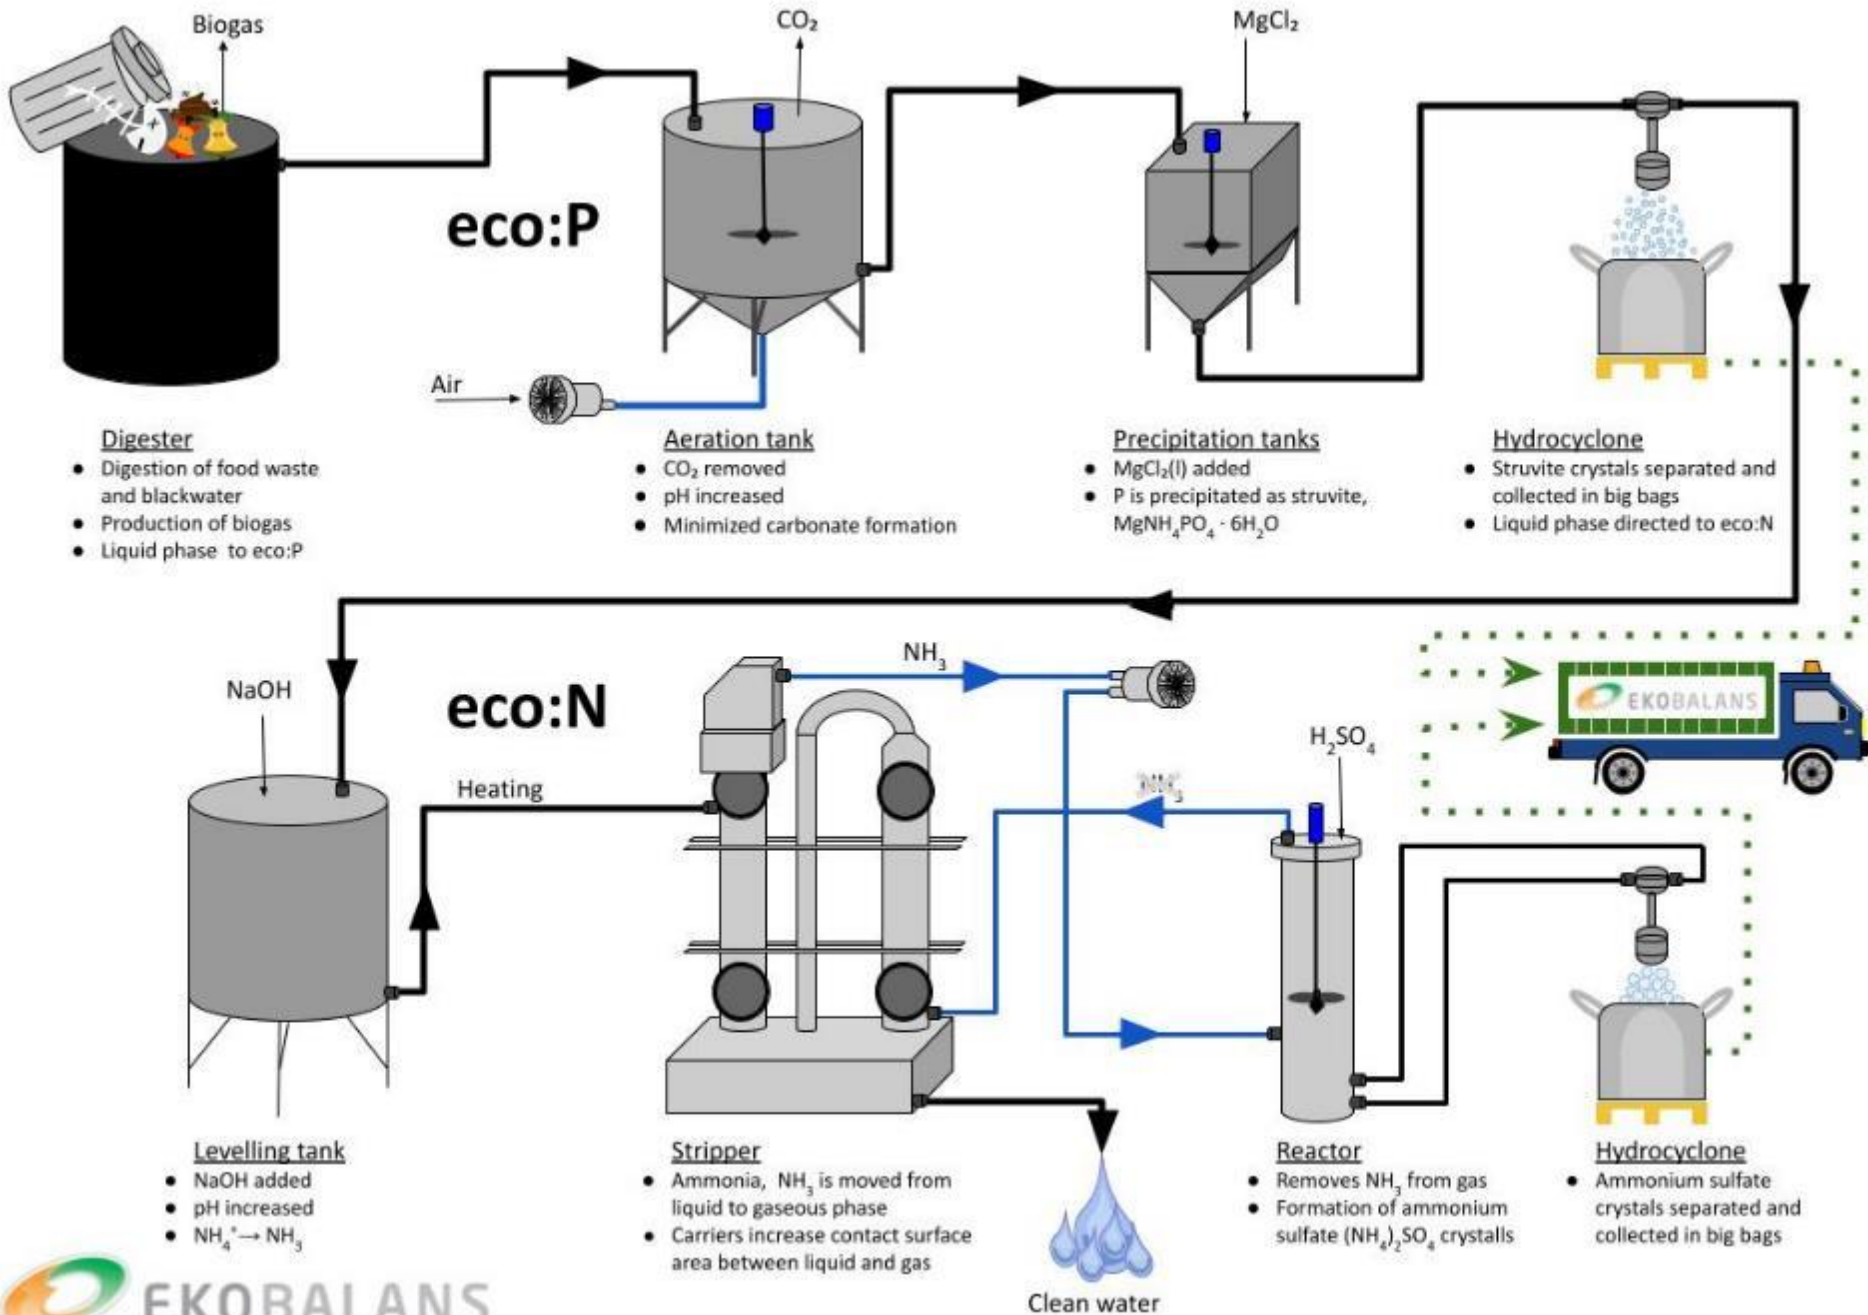 Biogas
CO₂
MgCl₂
eco:P
Air
Digester
● Digestion of food waste
and blackwater
● Production of biogas
● Liquid phase to eco:P
Aeration tank
● CO₂ removed
● pH increased
● Minimized carbonate formation
Precipitation tanks
● MgCl₂(l) added
● P is precipitated as struvite,
MgNH₄PO₄ · 6H₂O
Hydrocyclone
● Struvite crystals separated and
collected in big bags
● Liquid phase directed to eco:N
NaOH
eco:N
Heating
NH₃
H₂SO₄
EKOBALANS
Levelling tank
● NaOH added
● pH increased
● NH₄⁺ → NH₃
Stripper
● Ammonia, NH₃ is moved from
liquid to gaseous phase
● Carriers increase contact surface
area between liquid and gas
Clean water
Reactor
● Removes NH₃ from gas
● Formation of ammonium
sulfate (NH₄)₂SO₄ crystalls
Hydrocyclone
● Ammonium sulfate
crystals separated and
collected in big bags
EKOBALANS